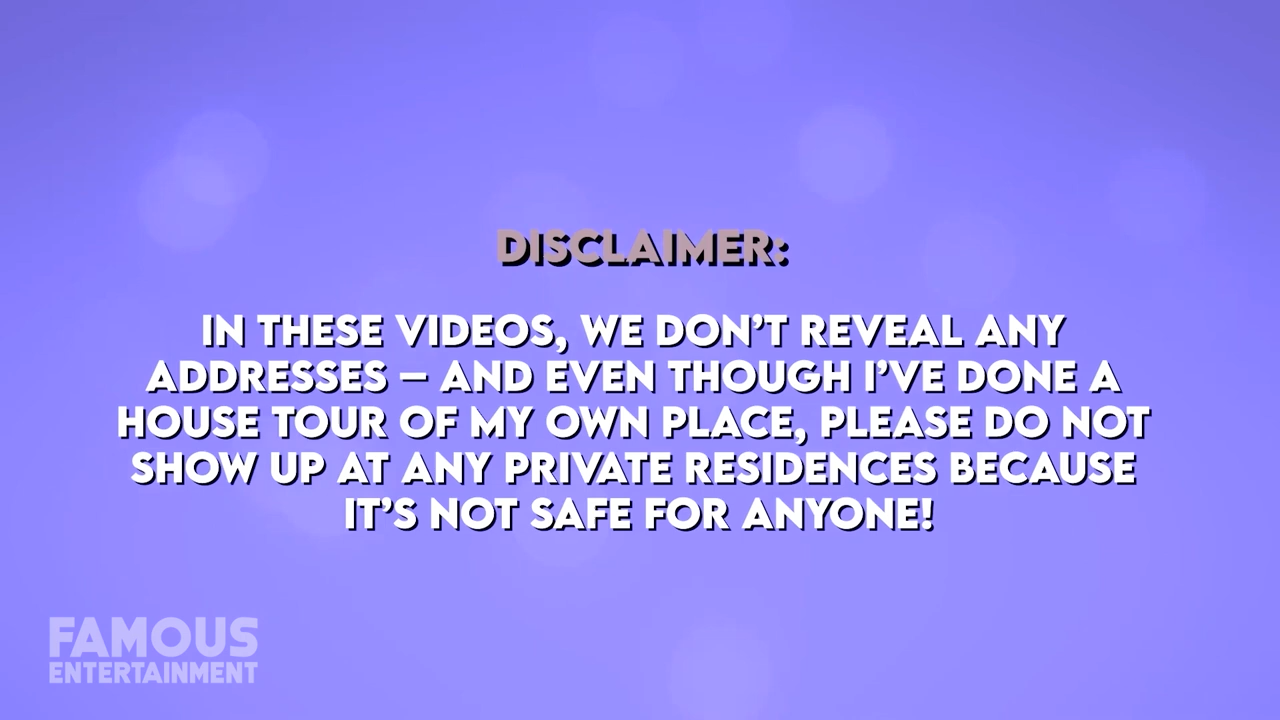 DISCLAIMER:
IN THESE VIDEOS, WE DON'T REVEAL ANY
ADDRESSES – AND EVEN THOUGH I'VE DONE A
HOUSE TOUR OF MY OWN PLACE, PLEASE DO NOT
SHOW UP AT ANY PRIVATE RESIDENCES BECAUSE
IT'S NOT SAFE FOR ANYONE!
FAMOUS
ENTERTAINMENT